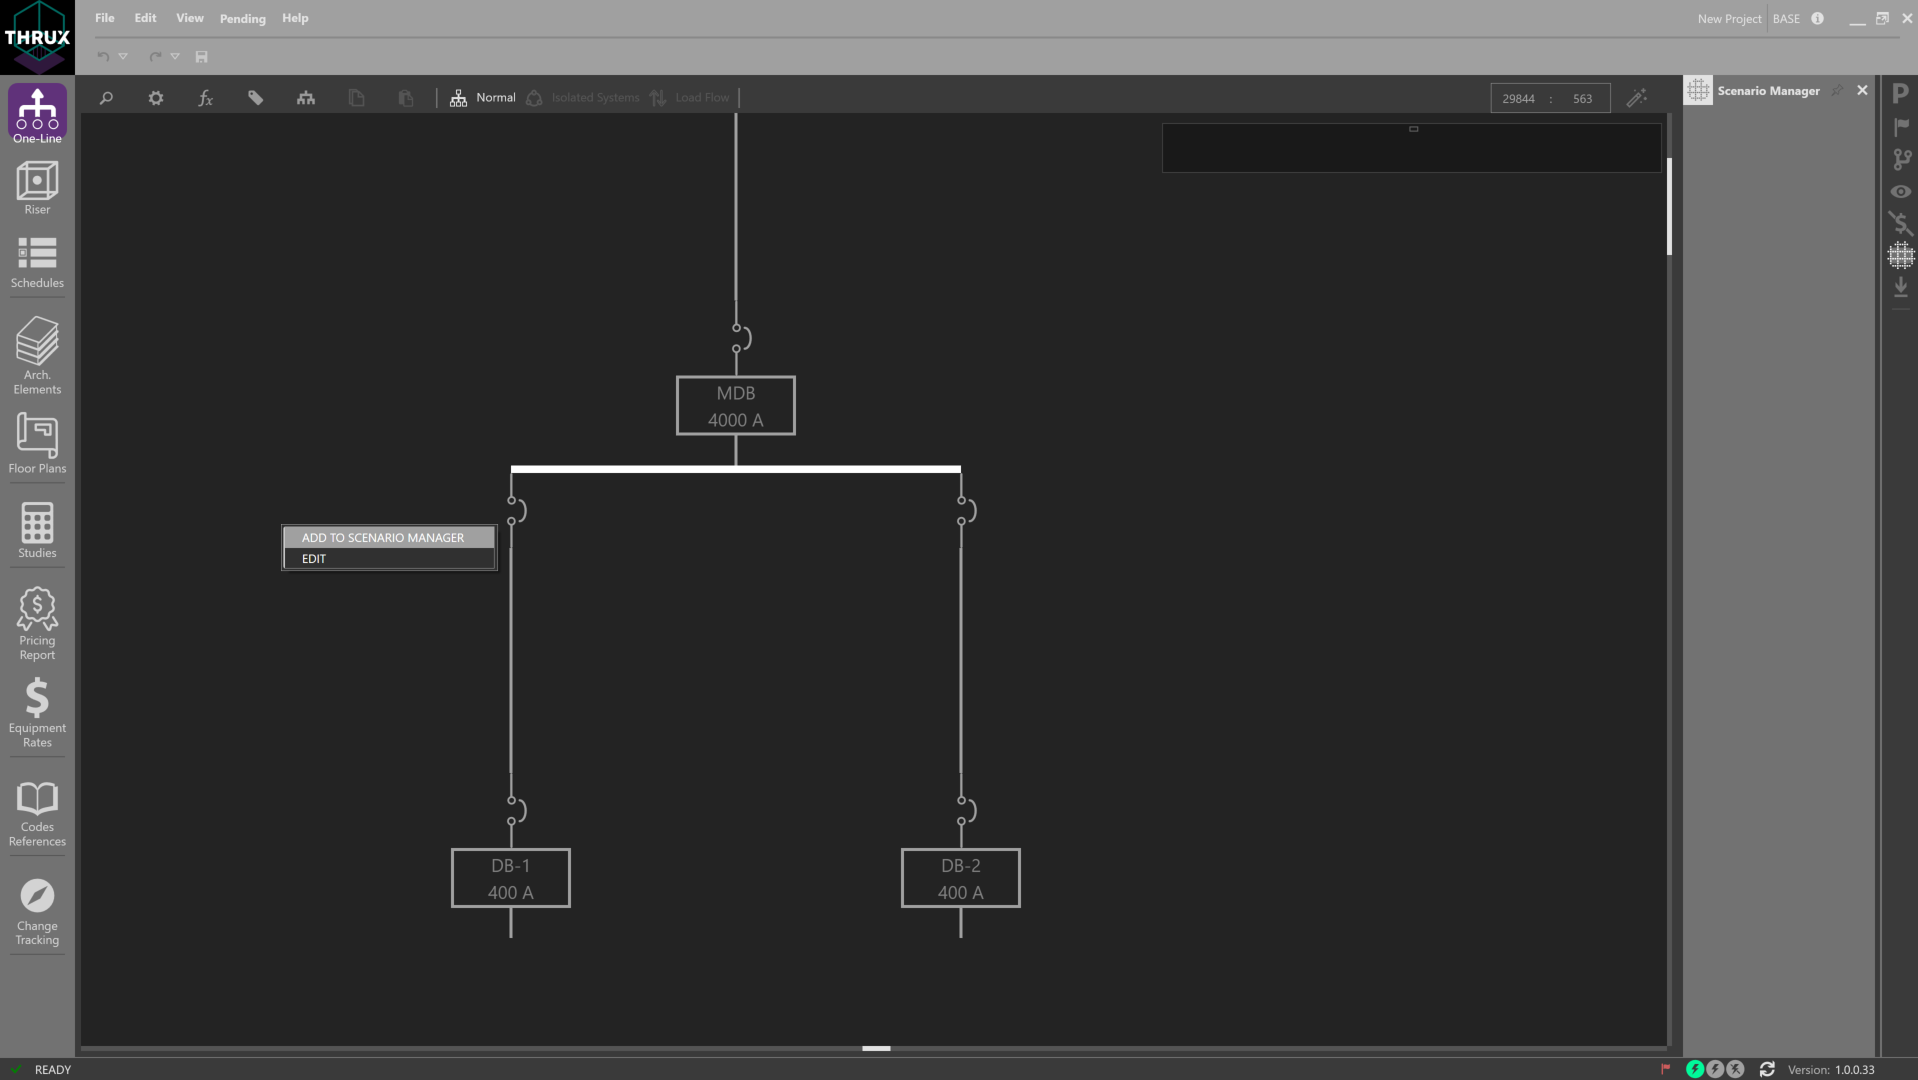 THRUX
File Edit View Pending Help
New Project BASE
One-Line
Riser
Schedules
Arch.
Elements
Floor Plans
Studies
Pricing
Report
Equipment
Rates
Codes
References
Change
Tracking
Normal Isolated Systems Load Flow
29844 : 563
Scenario Manager
MDB
4000 A
ADD TO SCENARIO MANAGER
EDIT
DB-1
400 A
DB-2
400 A
READY
Version: 1.0.0.33